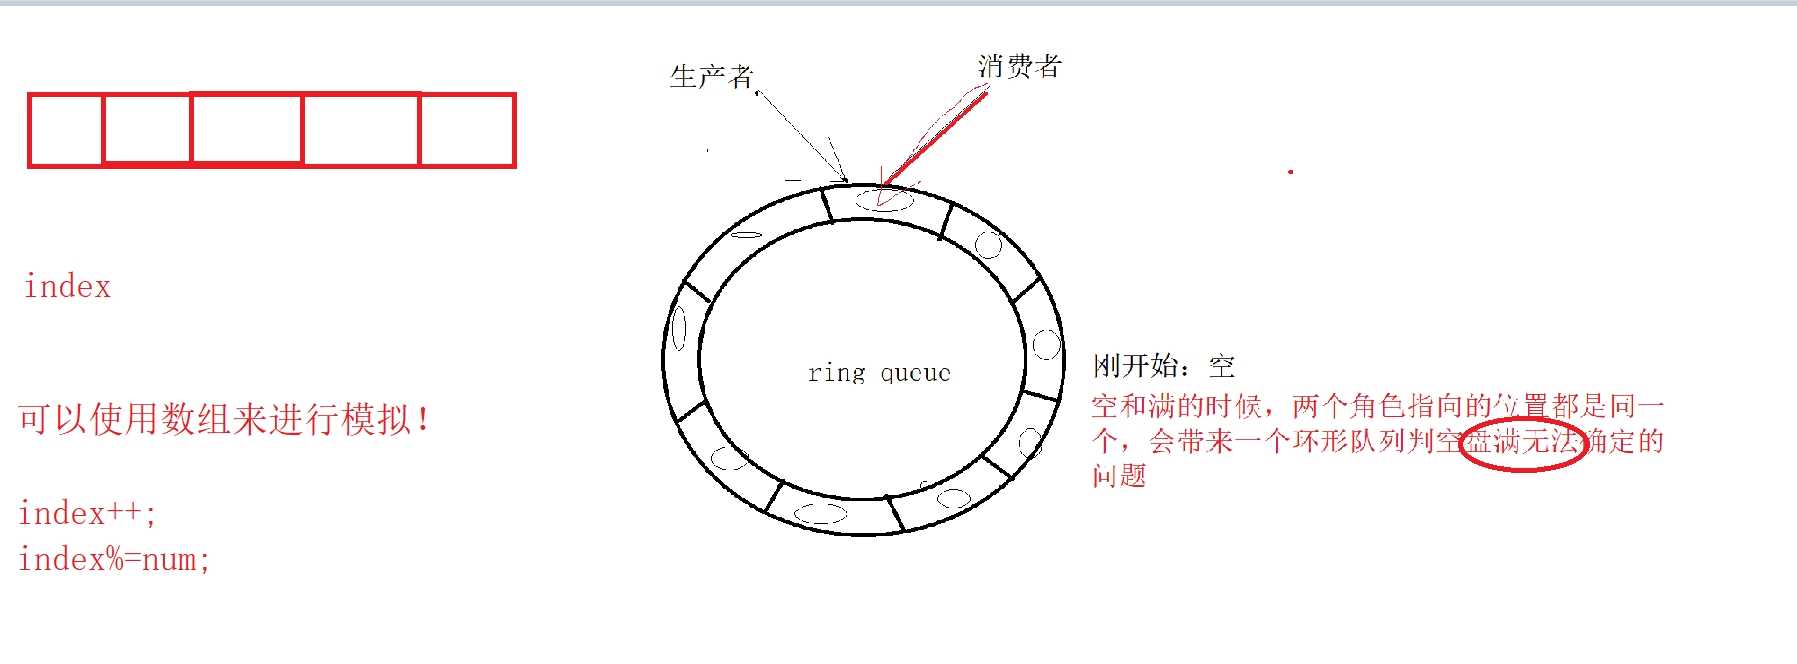 生产者
消费者
index
可以使用数组来进行模拟！
index++;
index%=num;
ring queue
刚开始：空
空和满的时候，两个角色指向的位置都是同一
个，会带来一个环形队列判空盘满无法确定的
问题